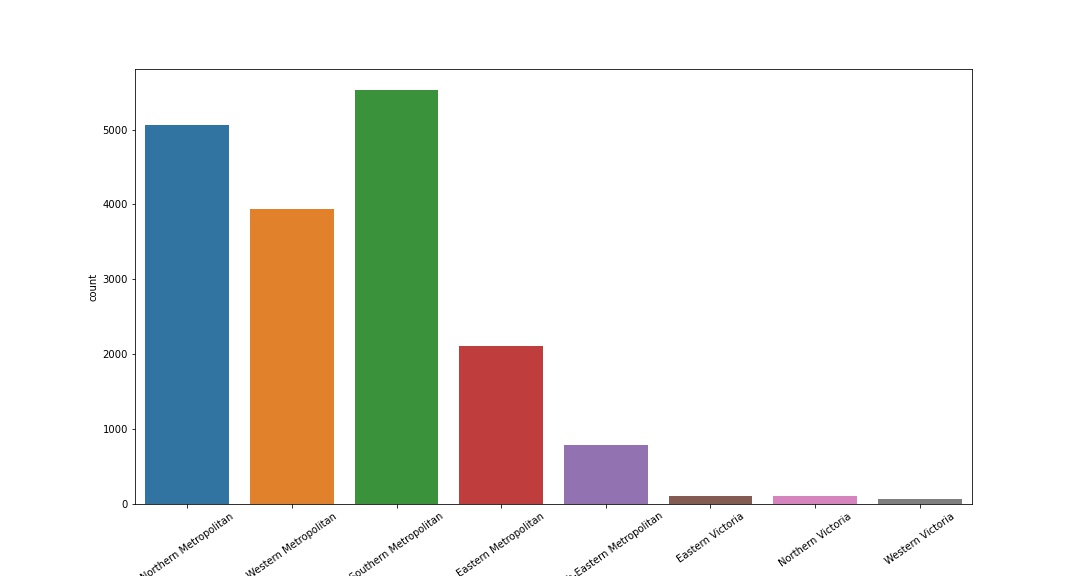 5000
4000
3000
2000
1000
0
count
Northern Metropolitan
Western Metropolitan
Southern Metropolitan
Eastern Metropolitan
-Eastern Metropolitan
Eastern Victoria
Northern Victoria
Western Victoria